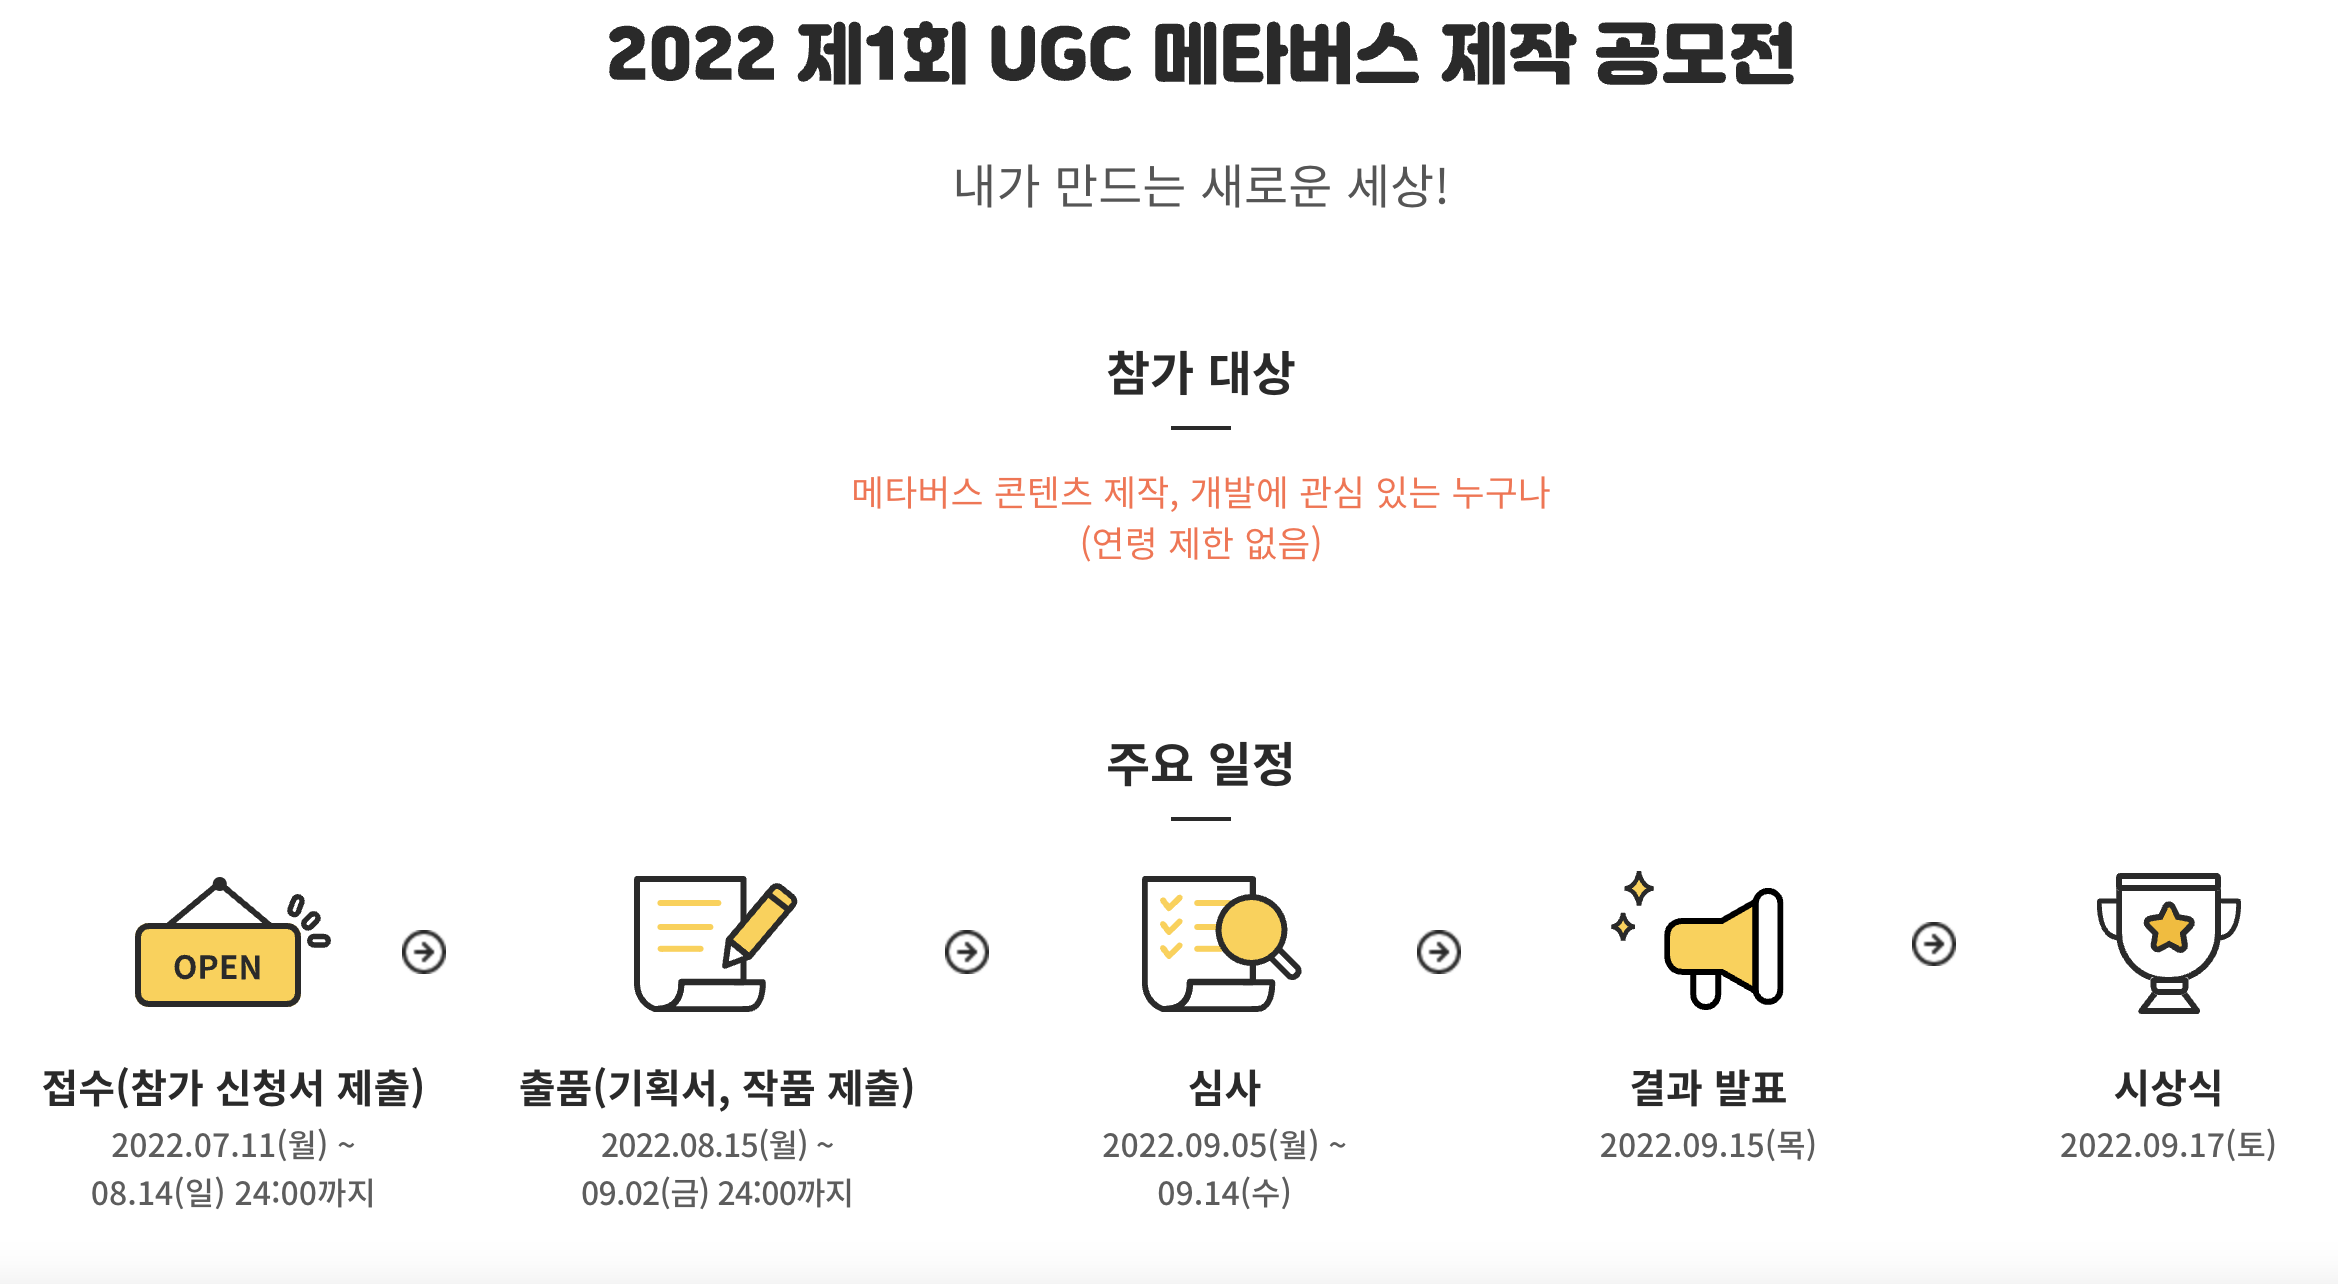 2022 제1회 UGC 메타버스 제작 공모전
내가 만드는 새로운 세상!
참가 대상
메타버스 콘텐츠 제작, 개발에 관심 있는 누구나
(연령 제한 없음)
주요 일정
OPEN
접수(참가 신청서 제출)
2022.07.11(월) ~
08.14(일) 24:00까지
출품(기획서, 작품 제출)
2022.08.15(월) ~
09.02(금) 24:00까지
심사
2022.09.05(월) ~
09.14(수)
결과 발표
2022.09.15(목)
시상식
2022.09.17(토)